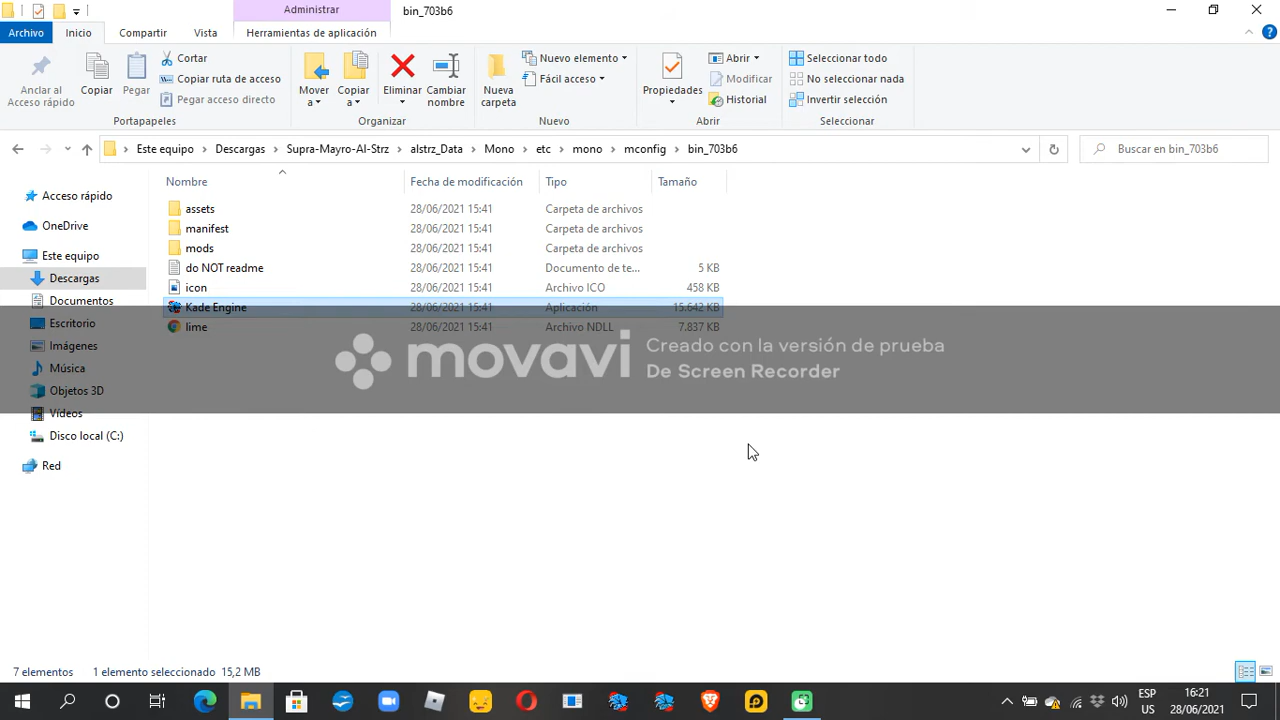 Administrar
bin_703b6
Archivo
Inicio
Compartir
Vista
Herramientas de aplicación
Anclar al
Acceso rápido
Copiar
Pegar
Cortar
Copiar ruta de acceso
Pegar acceso directo
Portapapeles
Mover
a
Copiar
a
Eliminar
Cambiar
nombre
Organizar
Nueva
carpeta
Nuevo elemento
Fácil acceso
Nuevo
Propiedades
Abrir
Modificar
Historial
Abrir
Seleccionar todo
No seleccionar nada
Invertir selección
Seleccionar
Este equipo > Descargas > Supra-Mayro-Al-Strz > alstrz_Data > Mono > etc > mono > mconfig > bin_703b6
Buscar en bin_703b6
Nombre Fecha de modificación Tipo Tamaño
assets 28/06/2021 15:41 Carpeta de archivos
manifest 28/06/2021 15:41 Carpeta de archivos
mods 28/06/2021 15:41 Carpeta de archivos
do NOT readme 28/06/2021 15:41 Documento de te... 5 KB
icon 28/06/2021 15:41 Archivo ICO 458 KB
Kade Engine 28/06/2021 15:41 Aplicación 15.642 KB
lime 28/06/2021 15:41 Archivo NDLL 7.837 KB
Acceso rápido
OneDrive
Este equipo
Descargas
Documentos
Escritorio
Imágenes
Música
Objetos 3D
Vídeos
Disco local (C:)
Red
movavi
Creado con la versión de prueba
De Screen Recorder
7 elementos
1 elemento seleccionado 15,2 MB
ESP
US
16:21
28/06/2021